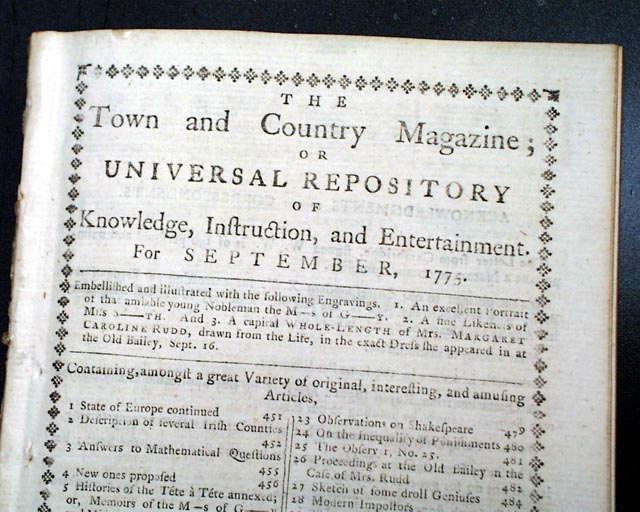 THE
Town and Country Magazine;
OR
UNIVERSAL REPOSITORY
OF
Knowledge, Inſtruction, and Entertainment.
For SEPTEMBER, 1775.
Embelliſhed and illuſtrated with the following Engravings. 1. An excellent Portrait
of that amiable young Nobleman the M—s of G——Y. 2. A fine Likeneſs of
MRS S——TH. And 3. A capital WHOLE-LENGTH of Mrs. MARGARET
CAROLINE RUDD, drawn from the Life, in the exact Dreſs ſhe appeared in at
the Old Bailey, Sept. 16.
Containing, amongſt a great Variety of original, intereſting, and amuſing
Articles,
1 State of Europe continued 451
2 Deſcription of ſeveral Iriſh Counties
452
3 Anſwers to Mathematical Queſtions
455
4 New ones propoſed 456
5 Hiſtories of the Téte à Téte annexed;
or, Memoirs of the M—s of G——y
23 Obſervations on Shakeſpeare 479
24 On the Inequality of Puniſhments 480
25 The Obſerv No. 25. 481
26 Proceedings at the Old Bailey in the
Caſe of Mrs. Rudd 482
27 Sketch of ſome droll Geniuſes 484
28 Modern Impoſtors